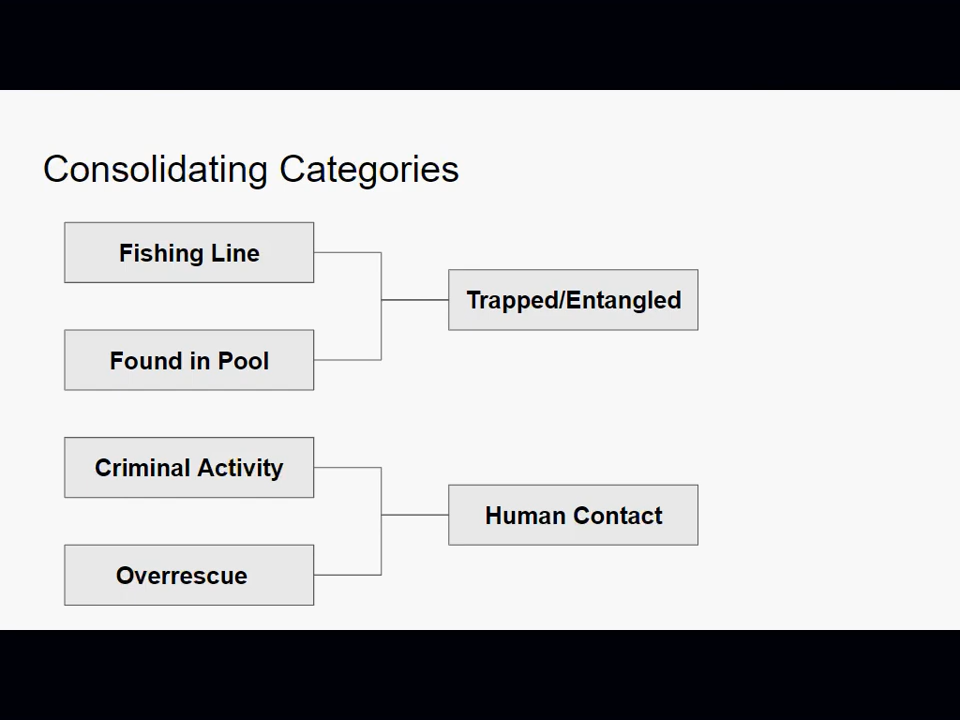 Consolidating Categories
Fishing Line
Trapped/Entangled
Found in Pool
Criminal Activity
Human Contact
Overrescue